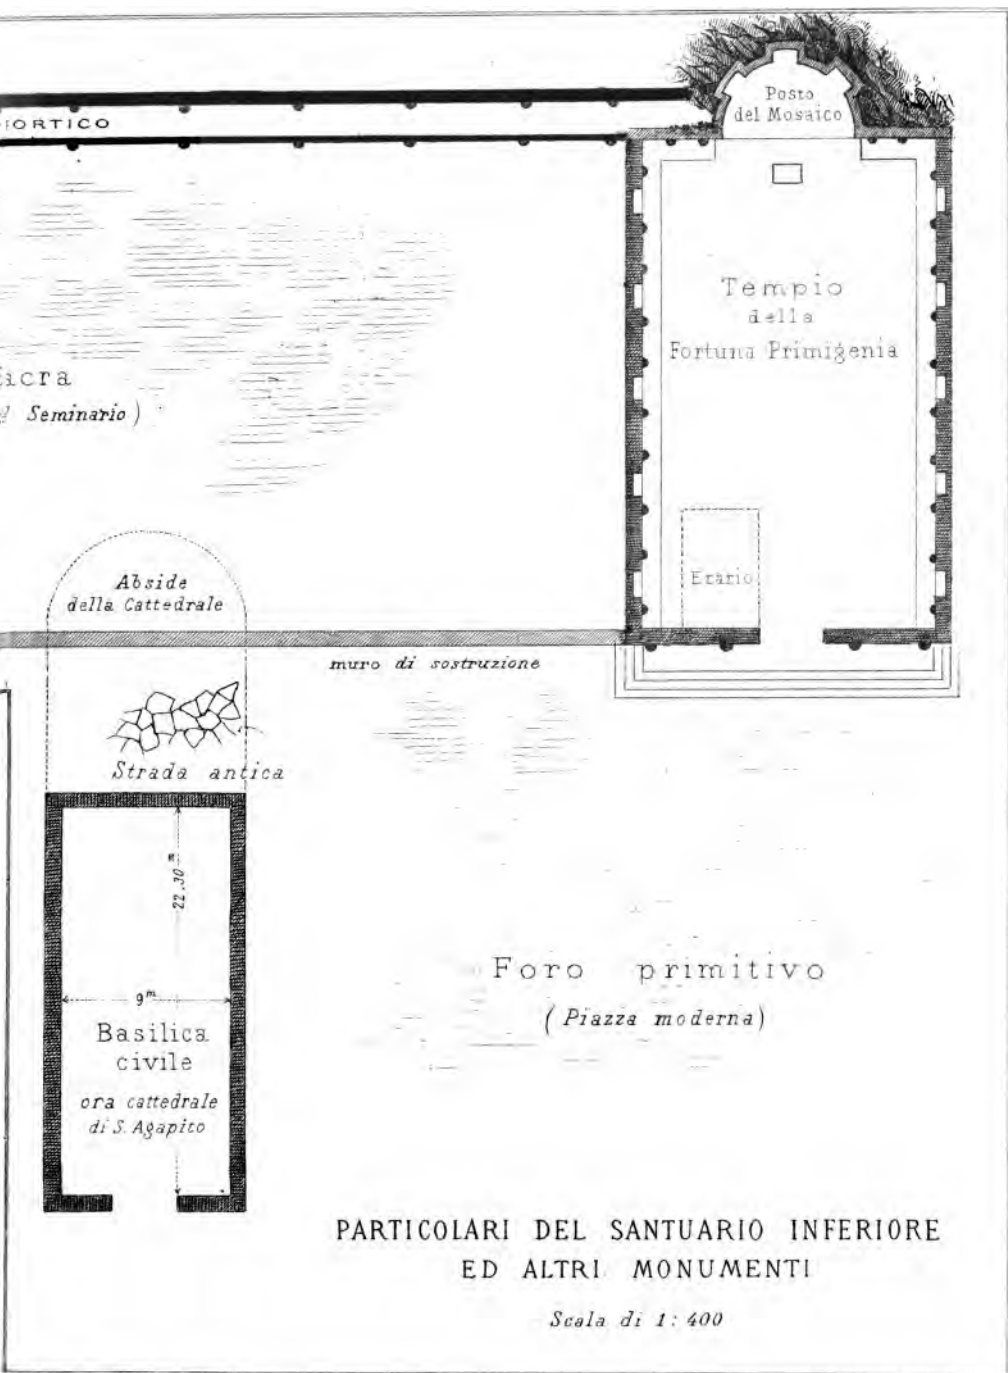 Posto
del Mosaico
PORTICO
Tempio
della
Fortuna Primigenia
Sacra
Seminario)
Abside
della Cattedrale
Erario
muro di sostruzione
Strada antica
22.30 m
9 m
Basilica
civile
ora cattedrale
di S. Agapito
Foro primitivo
(Piazza moderna)
PARTICOLARI DEL SANTUARIO INFERIORE
ED ALTRI MONUMENTI
Scala di 1: 400